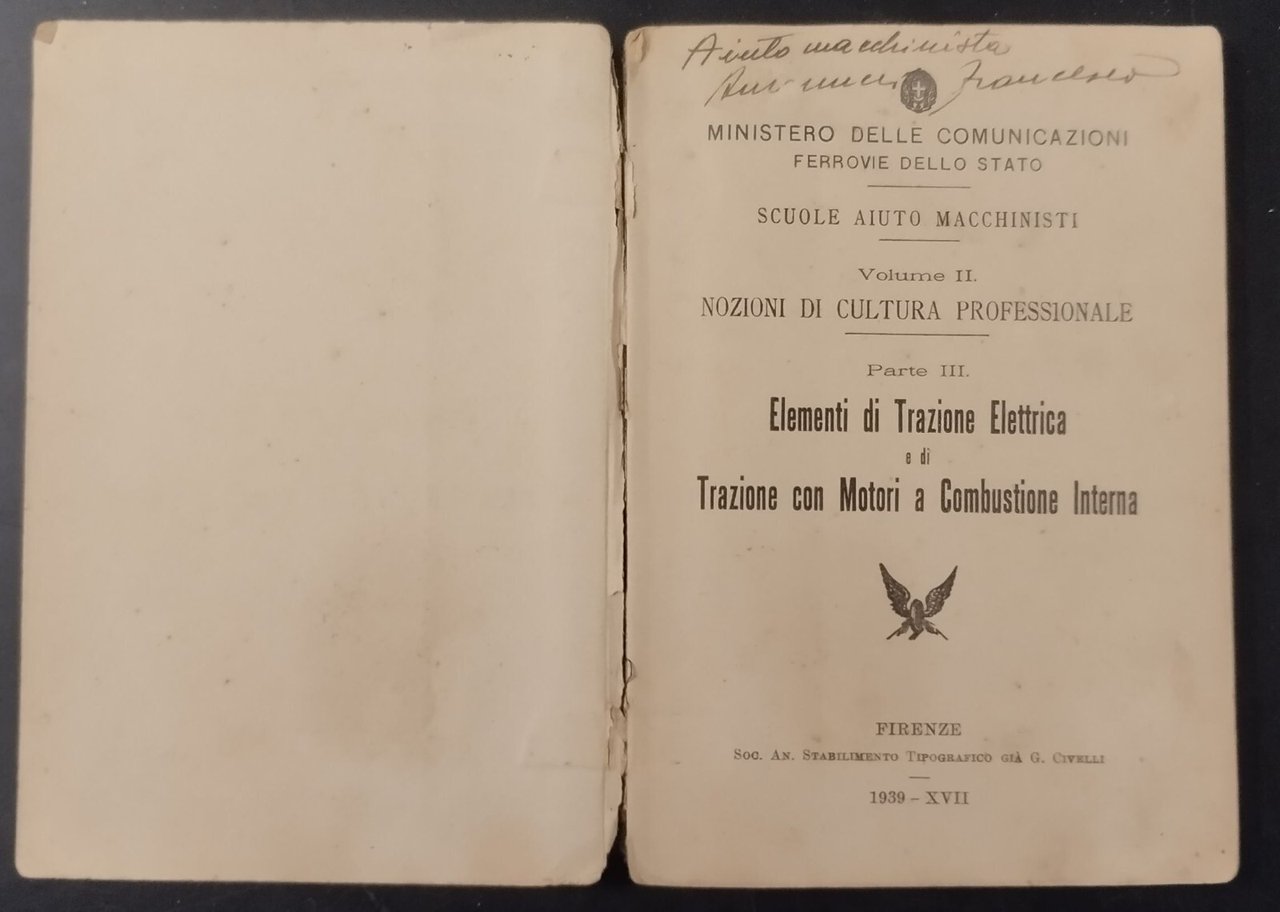 Aiuto macchinista
Francesco
MINISTERO DELLE COMUNICAZIONI
FERROVIE DELLO STATO
SCUOLE AIUTO MACCHINISTI
Volume II.
NOZIONI DI CULTURA PROFESSIONALE
Parte III.
Elementi di Trazione Elettrica
e di
Trazione con Motori a Combustione Interna
FIRENZE
Soc. An. Stabilimento Tipografico già G. Civelli
1939 - XVII